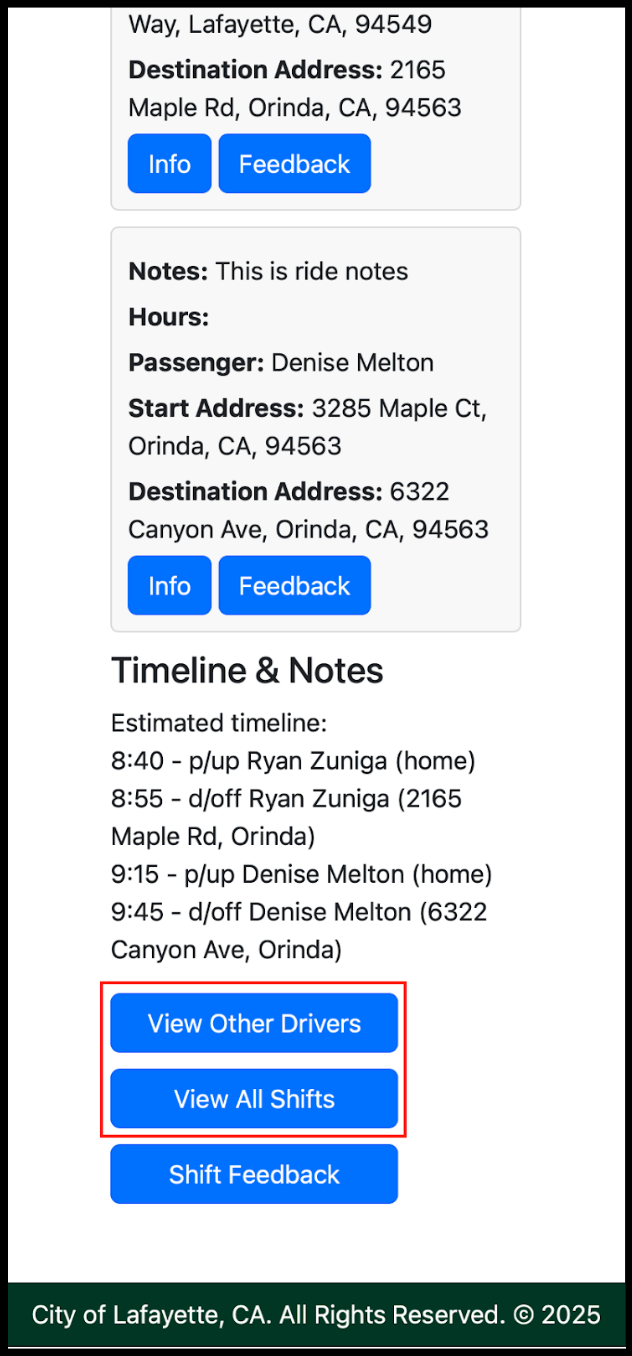 Way, Lafayette, CA, 94549
Destination Address: 2165
Maple Rd, Orinda, CA, 94563
Info Feedback
Notes: This is ride notes
Hours:
Passenger: Denise Melton
Start Address: 3285 Maple Ct,
Orinda, CA, 94563
Destination Address: 6322
Canyon Ave, Orinda, CA, 94563
Info Feedback
Timeline & Notes
Estimated timeline:
8:40 - p/up Ryan Zuniga (home)
8:55 - d/off Ryan Zuniga (2165
Maple Rd, Orinda)
9:15 - p/up Denise Melton (home)
9:45 - d/off Denise Melton (6322
Canyon Ave, Orinda)
View Other Drivers
View All Shifts
Shift Feedback
City of Lafayette, CA. All Rights Reserved. © 2025